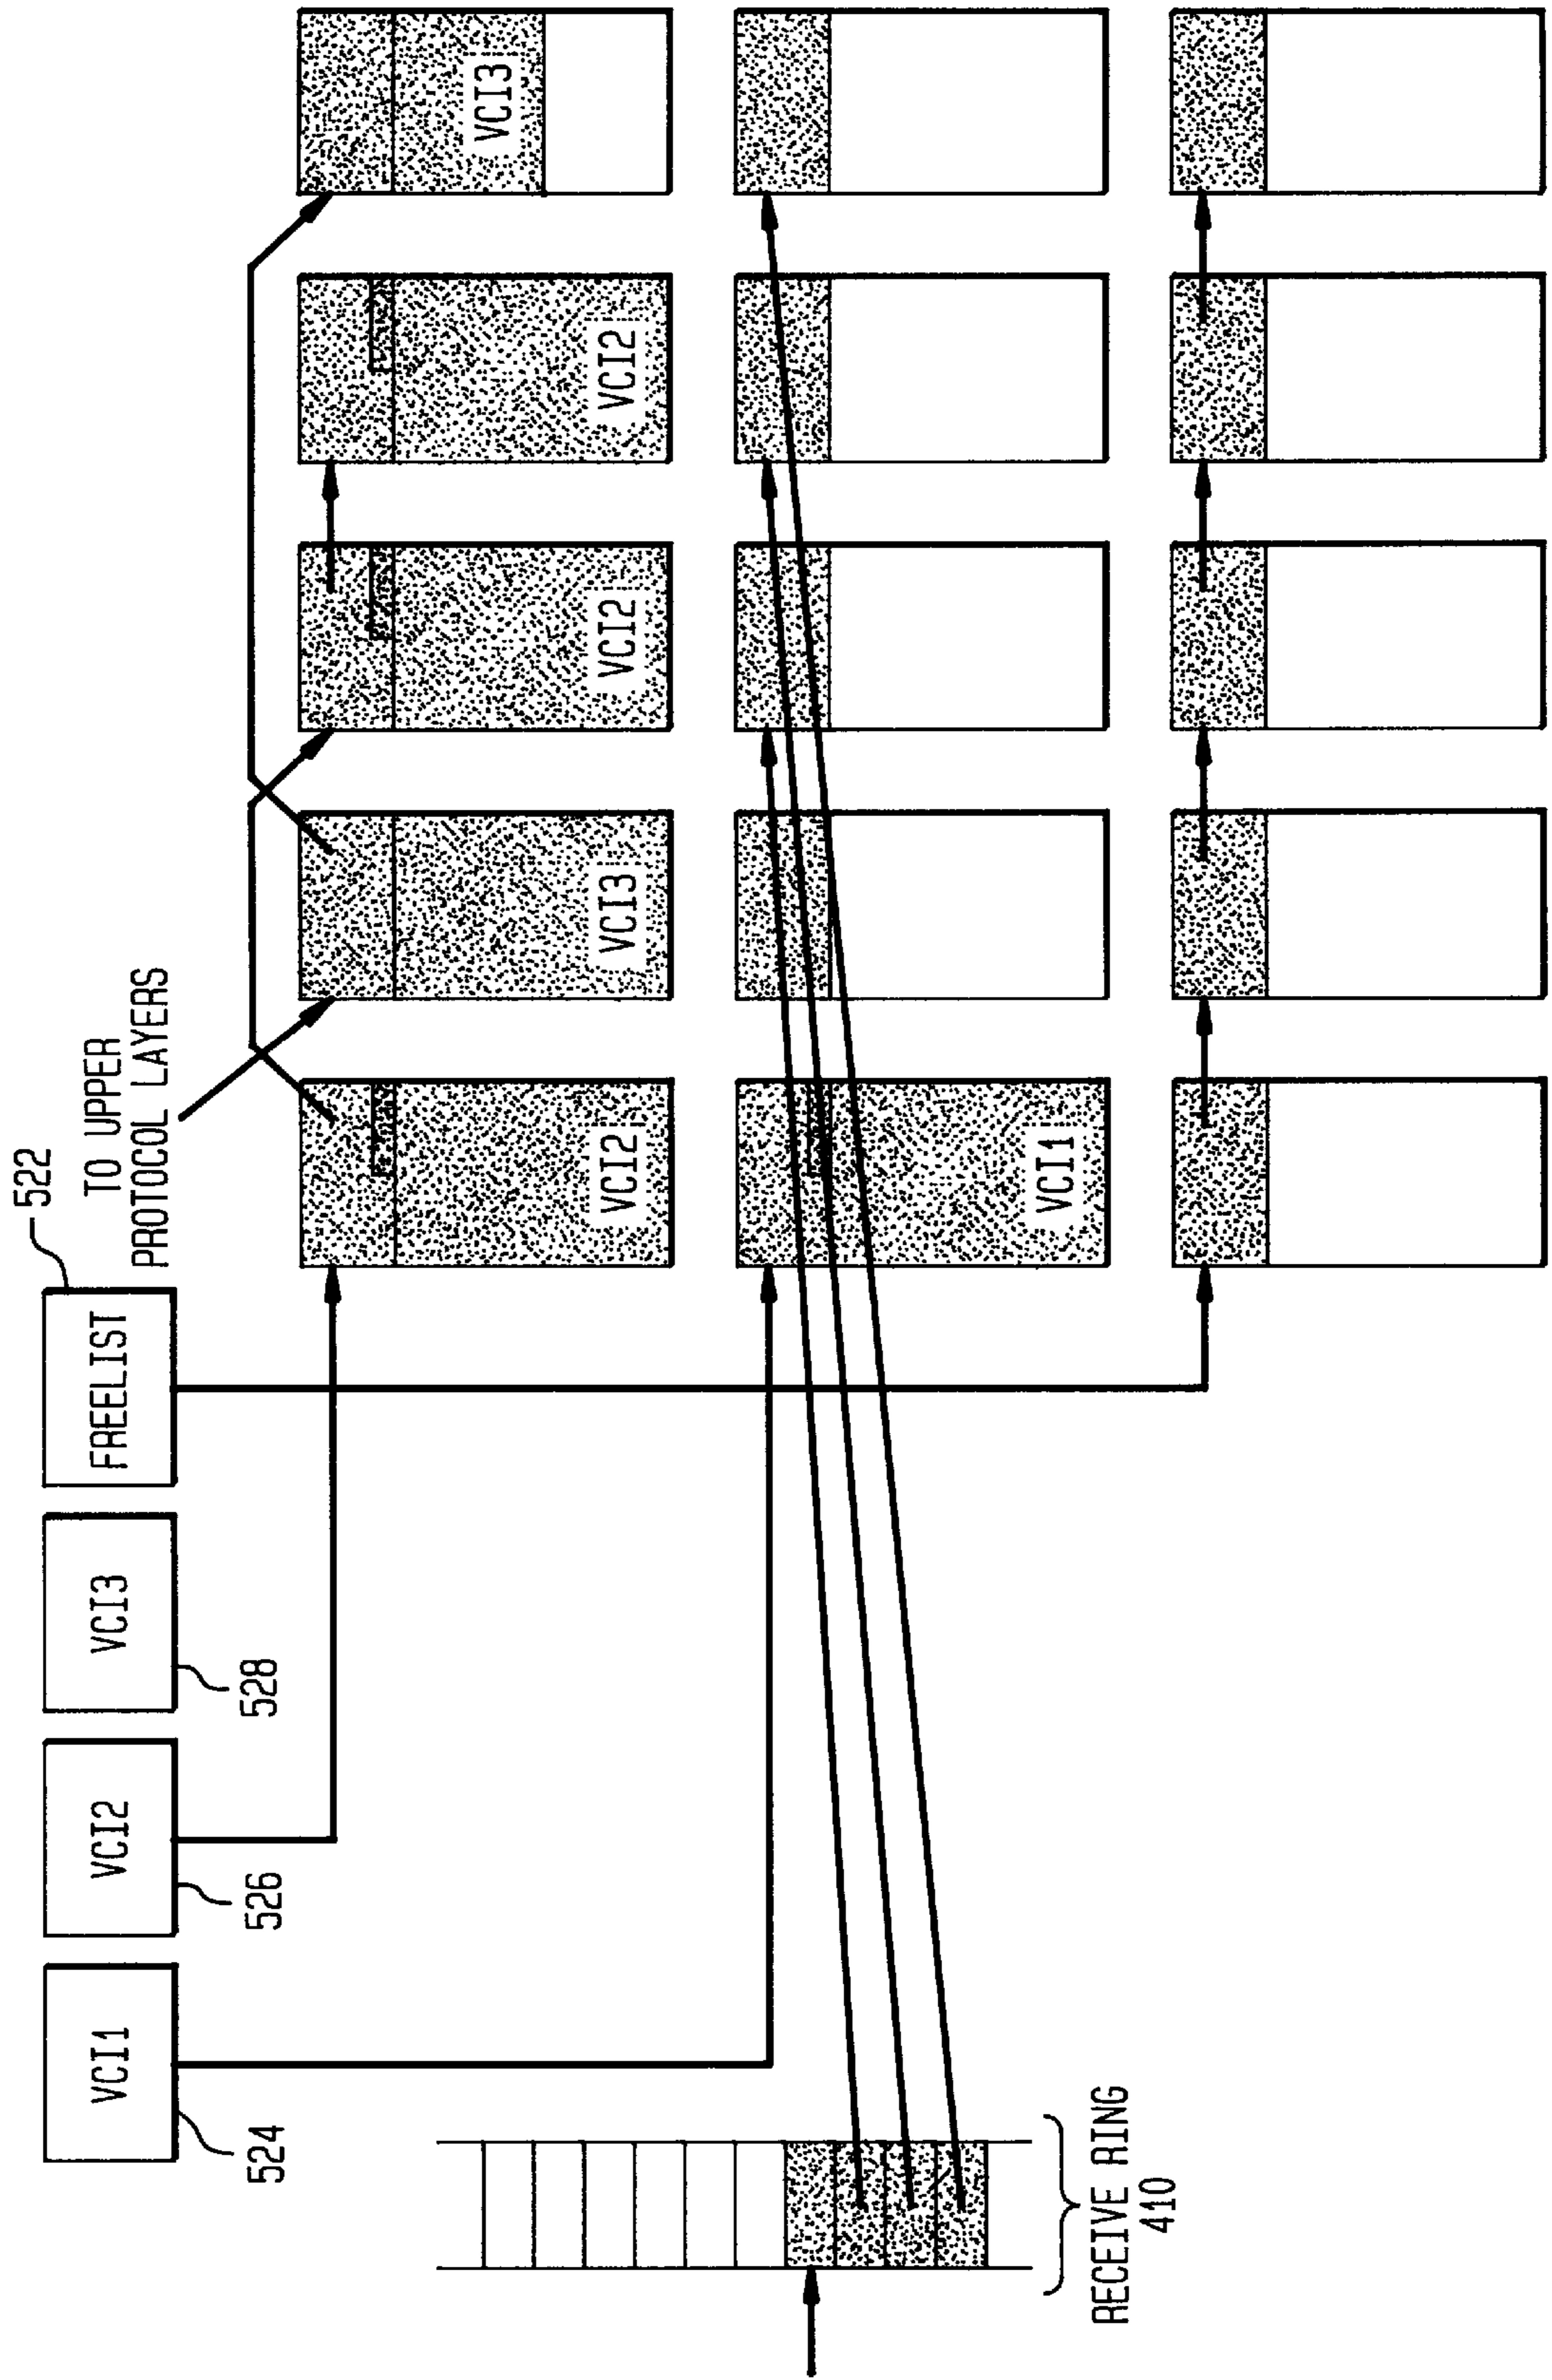 VCI1
524
VCI2
526
VCI3
528
FREELIST
522
TO UPPER
PROTOCOL LAYERS
VCI2
VCI3
VCI2
VCI2
VCI3
VCI1
RECEIVE RING
410